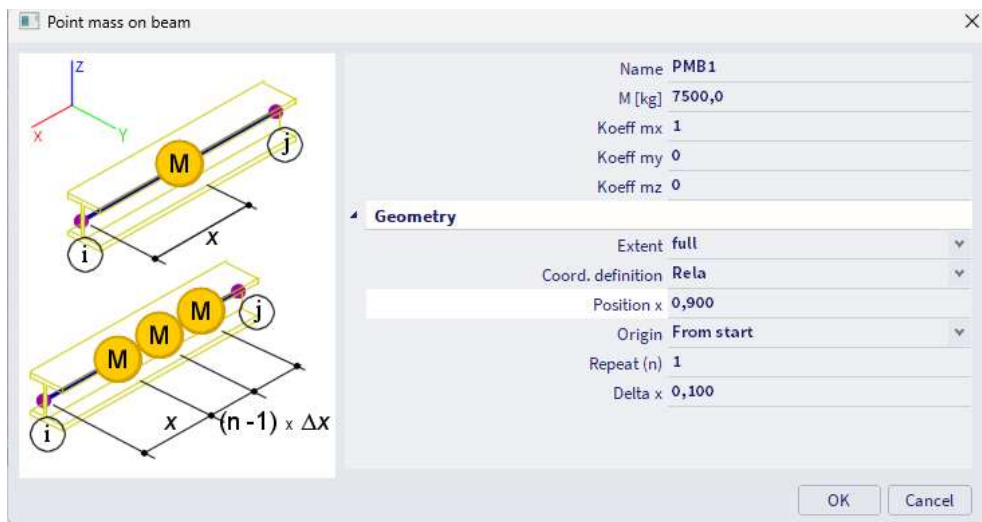 Point mass on beam
Z
X
Y
M
j
x
i
M
M
M
j
x
(n -1) x Δx
i
Name PMB1
M [kg] 7500,0
Koeff mx 1
Koeff my 0
Koeff mz 0
Geometry
Extent full
Coord. definition Rela
Position x 0,900
Origin From start
Repeat (n) 1
Delta x 0,100
OK Cancel